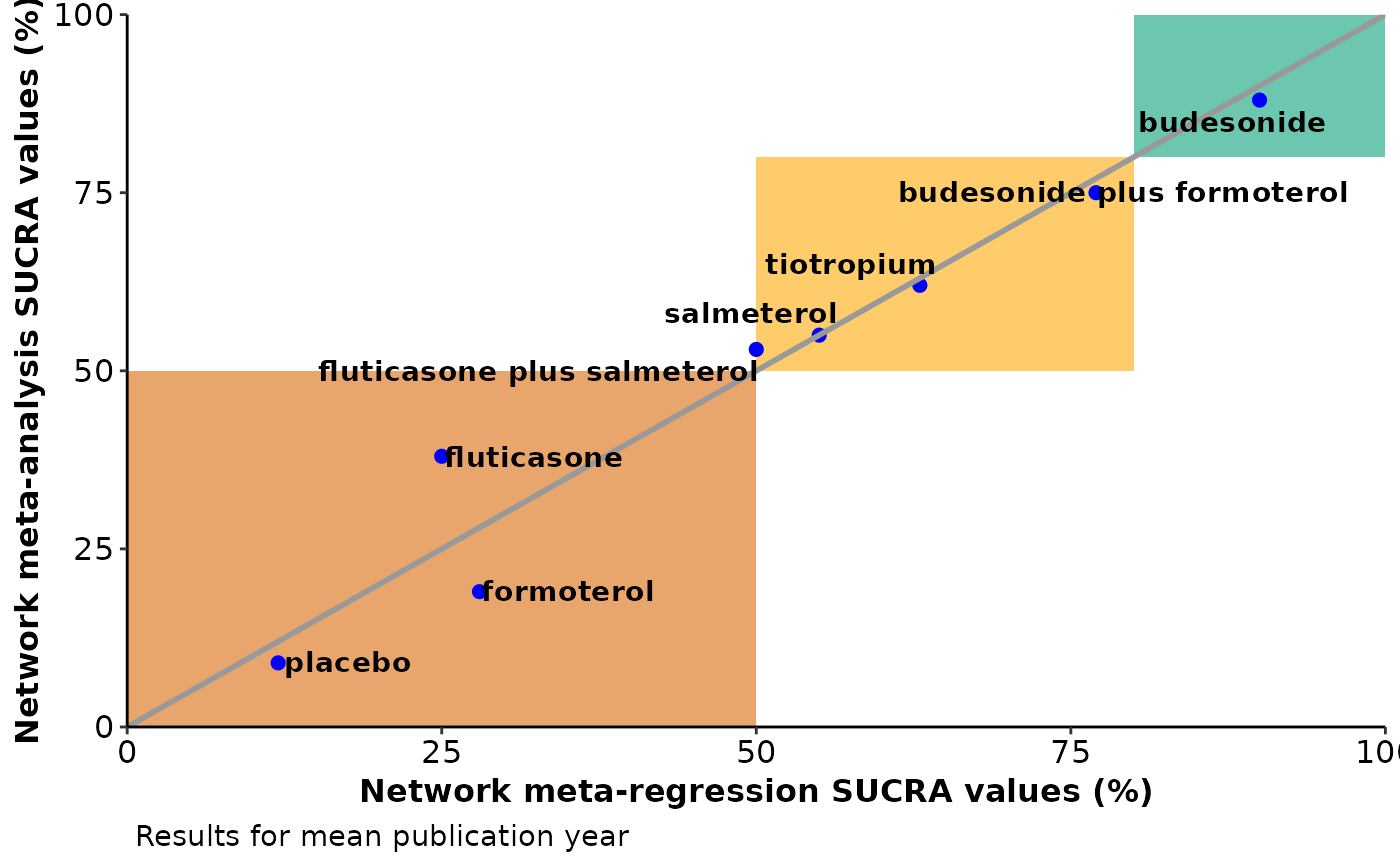 Network meta-analysis SUCRA values (%)
100
75
50
25
0
budesonide
budesonide plus formoterol
tiotropium
salmeterol
fluticasone plus salmeterol
fluticasone
formoterol
placebo
0 25 50 75 100
Network meta-regression SUCRA values (%)
Results for mean publication year